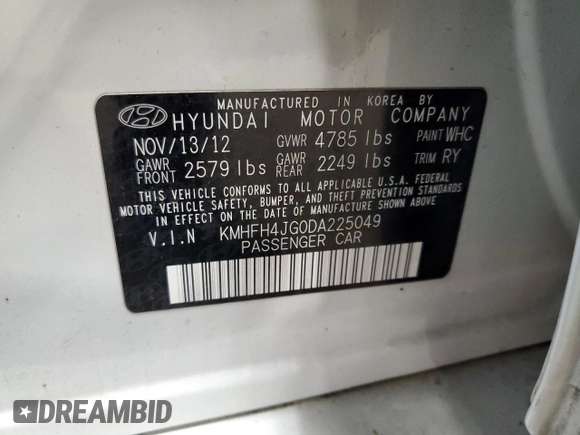 MANUFACTURED IN KOREA BY
HYUNDAI MOTOR COMPANY
NOV/13/12 GVWR 4785 lbs PAINT WHC
GAWR FRONT 2579 lbs GAWR REAR 2249 lbs TRIM RY
THIS VEHICLE CONFORMS TO ALL APPLICABLE U.S.A. FEDERAL
MOTOR VEHICLE SAFETY, BUMPER, AND THEFT PREVENTION STANDARDS
IN EFFECT ON THE DATE OF MANUFACTURE SHOWN ABOVE.
V.I.N KMHFH4JG0DA225049
PASSENGER CAR
DREAMBID